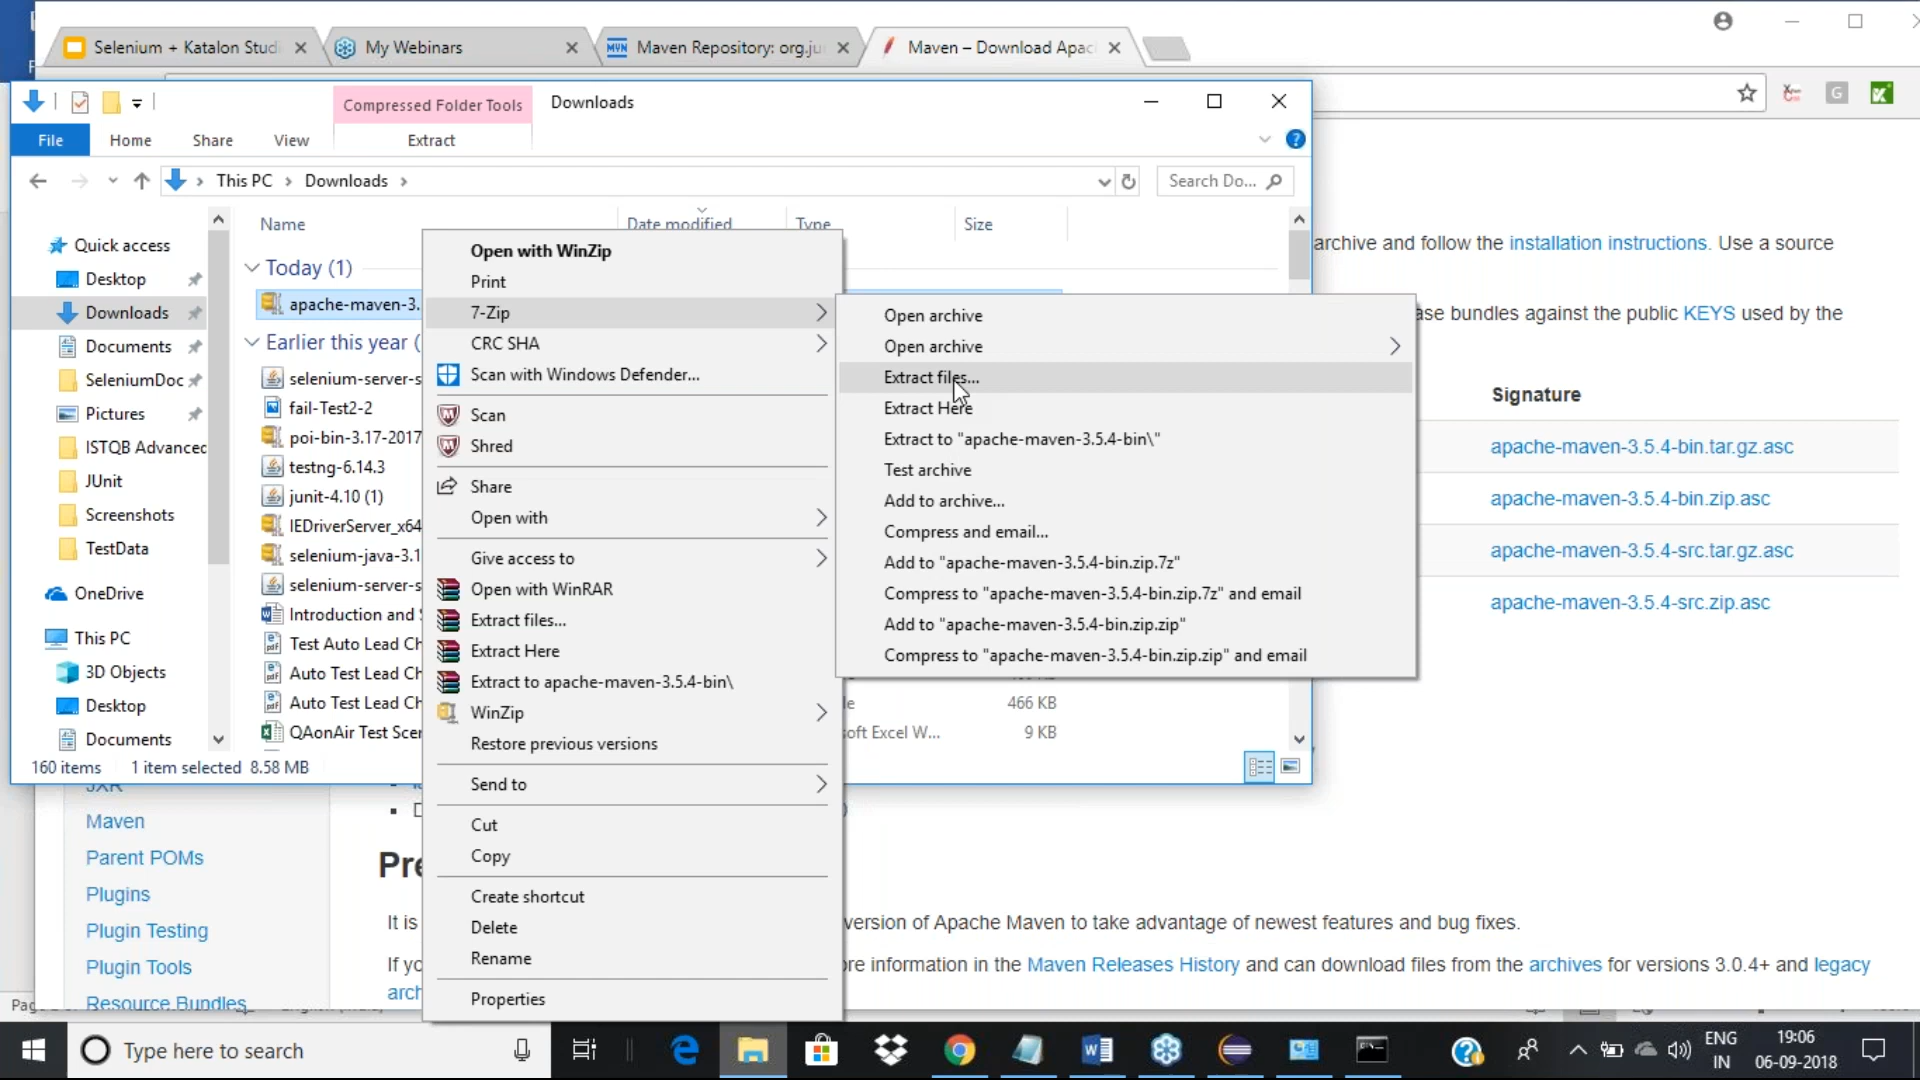 Selenium + Katalon Studi
My Webinars
Maven Repository: org.ju
Maven – Download Apac
Compressed Folder Tools
Downloads
File
Home
Share
View
Extract
This PC
Downloads
Search Do...
Name
Date modified
Type
Size
Quick access
Desktop
Downloads
Documents
SeleniumDoc
Pictures
ISTQB Advanced
JUnit
Screenshots
TestData
OneDrive
This PC
3D Objects
Desktop
Documents
Today (1)
apache-maven-3.
Earlier this year (
selenium-server-s
fail-Test2-2
poi-bin-3.17-2017
testng-6.14.3
junit-4.10 (1)
IEDriverServer_x64
selenium-java-3.1
selenium-server-s
Introduction and
Test Auto Lead Ch
Auto Test Lead Ch
Auto Test Lead Ch
QAonAir Test Scer
466 KB
oft Excel W...
9 KB
160 items
1 item selected 8.58 MB
Open with WinZip
Print
7-Zip
CRC SHA
Scan with Windows Defender...
Scan
Shred
Share
Open with
Give access to
Open with WinRAR
Extract files...
Extract Here
Extract to apache-maven-3.5.4-bin\
WinZip
Restore previous versions
Send to
Cut
Copy
Create shortcut
Delete
Rename
Properties
Open archive
Open archive
Extract files...
Extract Here
Extract to "apache-maven-3.5.4-bin\"
Test archive
Add to archive...
Compress and email...
Add to "apache-maven-3.5.4-bin.zip.7z"
Compress to "apache-maven-3.5.4-bin.zip.7z" and email
Add to "apache-maven-3.5.4-bin.zip.zip"
Compress to "apache-maven-3.5.4-bin.zip.zip" and email
archive and follow the installation instructions. Use a source
ase bundles against the public KEYS used by the
Signature
apache-maven-3.5.4-bin.tar.gz.asc
apache-maven-3.5.4-bin.zip.asc
apache-maven-3.5.4-src.tar.gz.asc
apache-maven-3.5.4-src.zip.asc
JXR
Maven
Parent POMs
Plugins
Plugin Testing
Plugin Tools
Resource Bundles
Pre
It is
version of Apache Maven to take advantage of newest features and bug fixes.
If yo
ore information in the Maven Releases History and can download files from the archives for versions 3.0.4+ and legacy
arch
Type here to search
ENG
IN
19:06
06-09-2018